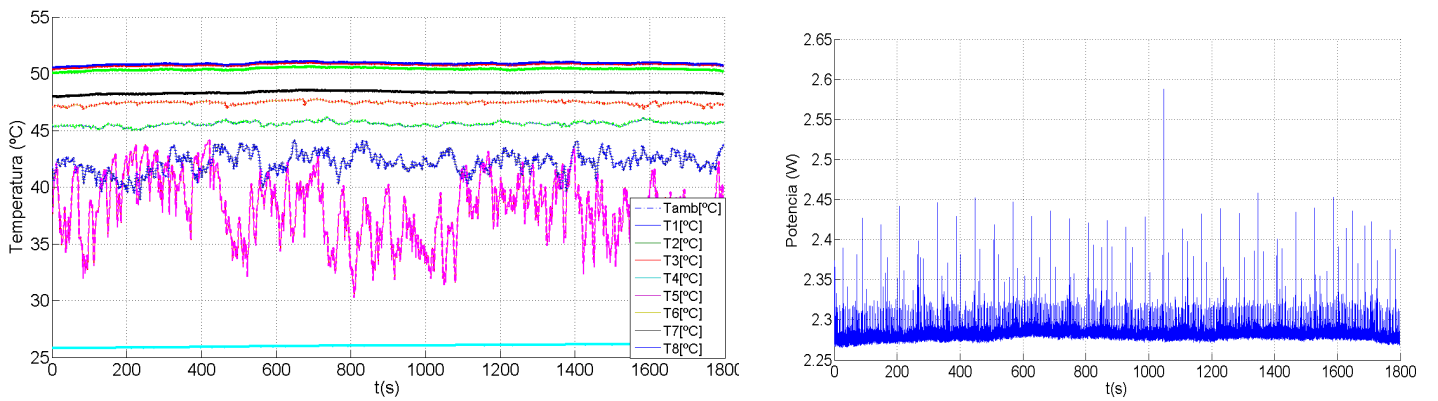 55
50
45
40
35
30
25
Temperatura (ºC)
0 200 400 600 800 1000 1200 1400 1600 1800
t(s)
Tamb[ºC]
T1[ºC]
T2[ºC]
T3[ºC]
T4[ºC]
T5[ºC]
T6[ºC]
T7[ºC]
T8[ºC]
2.65
2.6
2.55
2.5
2.45
2.4
2.35
2.3
2.25
Potencia (W)
0 200 400 600 800 1000 1200 1400 1600 1800
t(s)